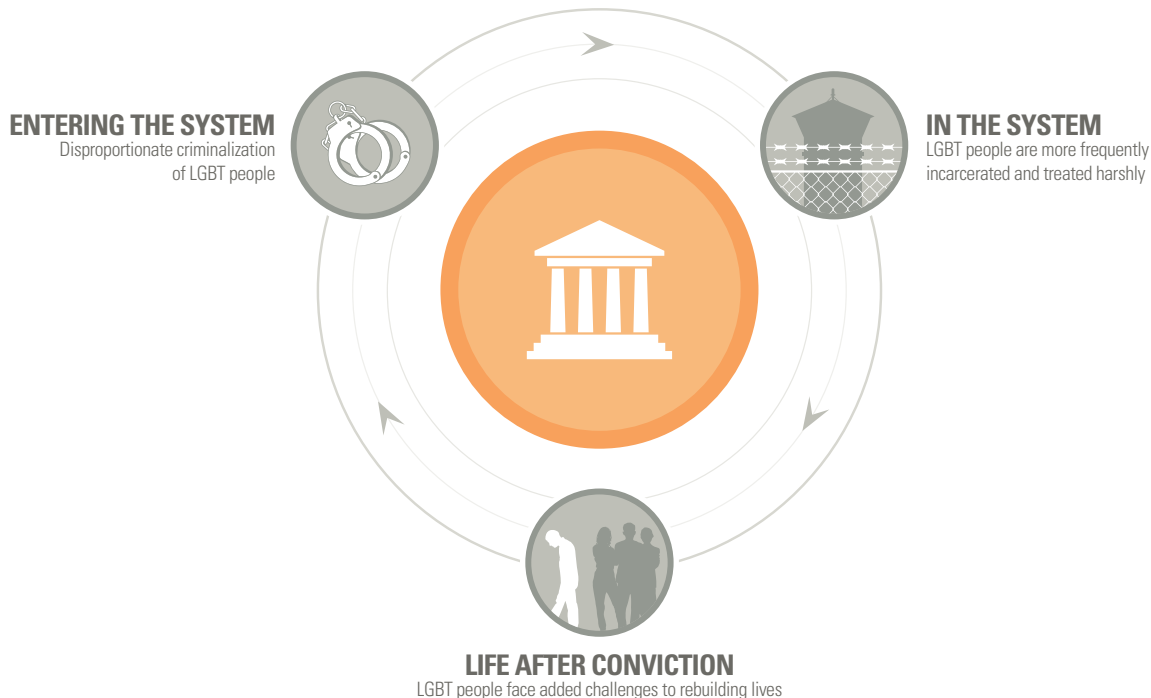 ENTERING THE SYSTEM
Disproportionate criminalization
of LGBT people
IN THE SYSTEM
LGBT people are more frequently
incarcerated and treated harshly
LIFE AFTER CONVICTION
LGBT people face added challenges to rebuilding lives